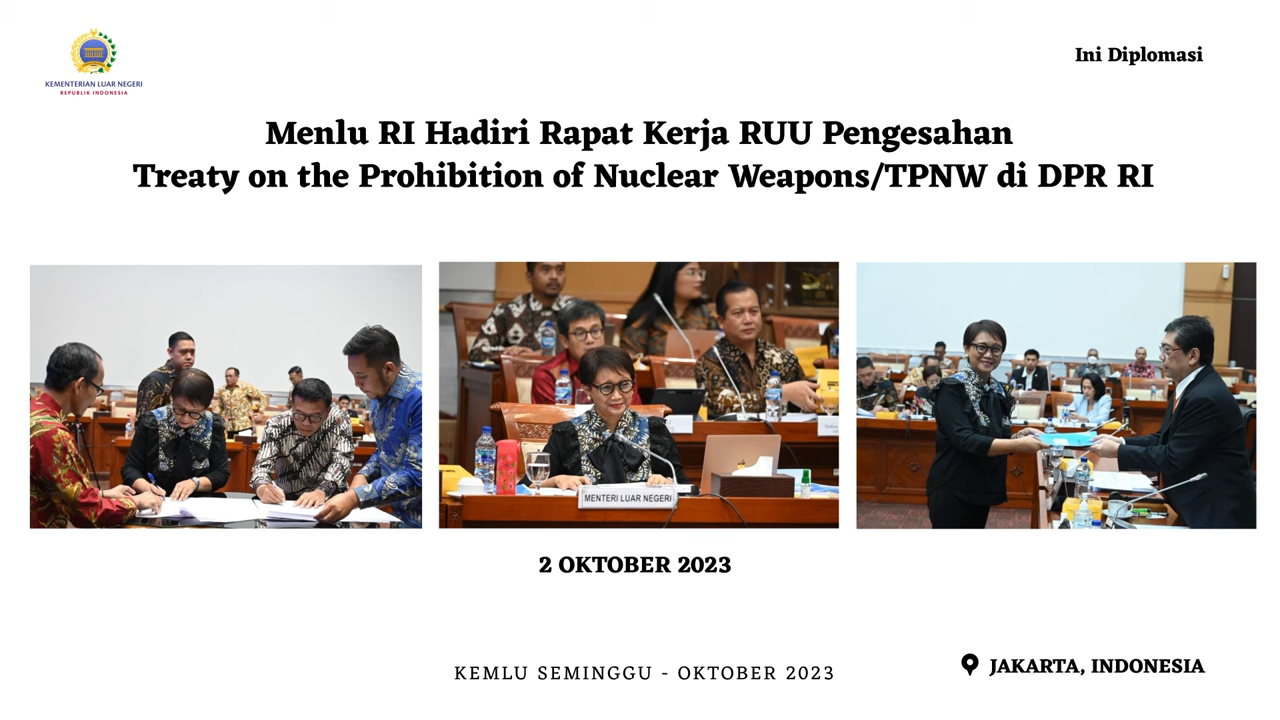 KEMENTERIAN LUAR NEGERI
REPUBLIK INDONESIA
Ini Diplomasi
Menlu RI Hadiri Rapat Kerja RUU Pengesahan
Treaty on the Prohibition of Nuclear Weapons/TPNW di DPR RI
MENTERI LUAR NEGERI
2 OKTOBER 2023
KEMLU SEMINGGU - OKTOBER 2023
JAKARTA, INDONESIA